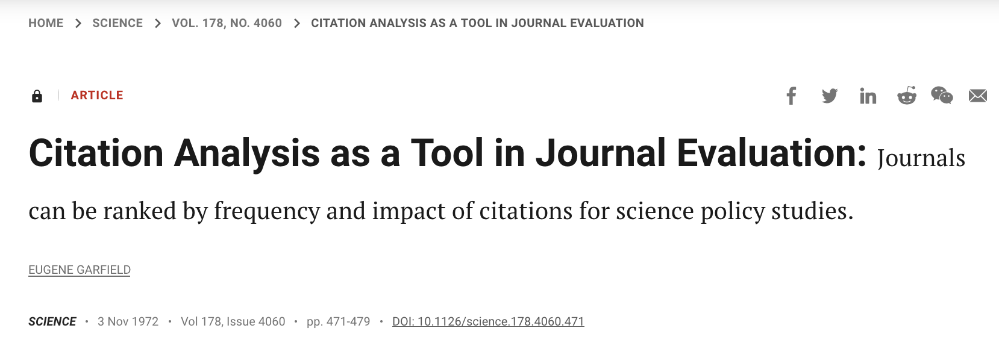 HOME > SCIENCE > VOL. 178, NO. 4060 > CITATION ANALYSIS AS A TOOL IN JOURNAL EVALUATION
ARTICLE
Citation Analysis as a Tool in Journal Evaluation: Journals
can be ranked by frequency and impact of citations for science policy studies.
EUGENE GARFIELD
SCIENCE • 3 Nov 1972 • Vol 178, Issue 4060 • pp. 471-479 • DOI: 10.1126/science.178.4060.471